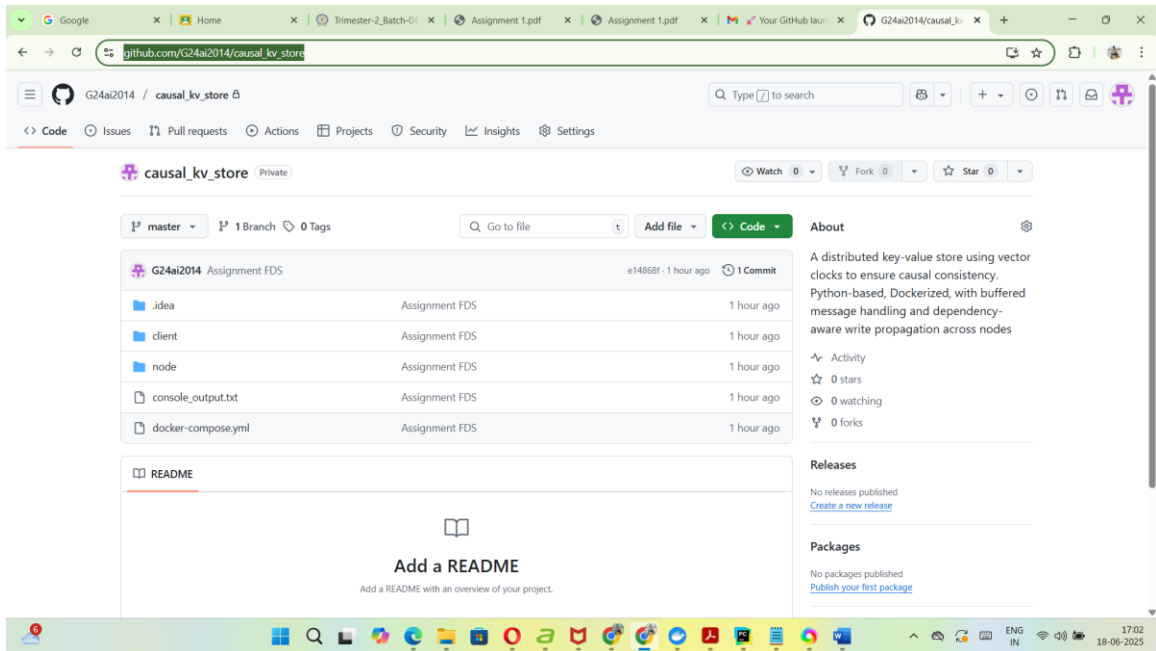 Google
Home
Trimester-2_Batch-04
Assignment 1.pdf
Assignment 1.pdf
Your GitHub laun
G24ai2014/causal_kv
github.com/G24ai2014/causal_kv_store
G24ai2014 / causal_kv_store
Type / to search
<> Code
Issues
Pull requests
Actions
Projects
Security
Insights
Settings
causal_kv_store Private
Watch 0
Fork 0
Star 0
master
1 Branch
0 Tags
Go to file t
Add file
<> Code
G24ai2014 Assignment FDS e14868f · 1 hour ago 1 Commit
.idea Assignment FDS 1 hour ago
client Assignment FDS 1 hour ago
node Assignment FDS 1 hour ago
console_output.txt Assignment FDS 1 hour ago
docker-compose.yml Assignment FDS 1 hour ago
README
Add a README
Add a README with an overview of your project.
About
A distributed key-value store using vector
clocks to ensure causal consistency.
Python-based, Dockerized, with buffered
message handling and dependency-
aware write propagation across nodes
Activity
0 stars
0 watching
0 forks
Releases
No releases published
Create a new release
Packages
No packages published
Publish your first package
6
ENG
IN
17:02
18-06-2025